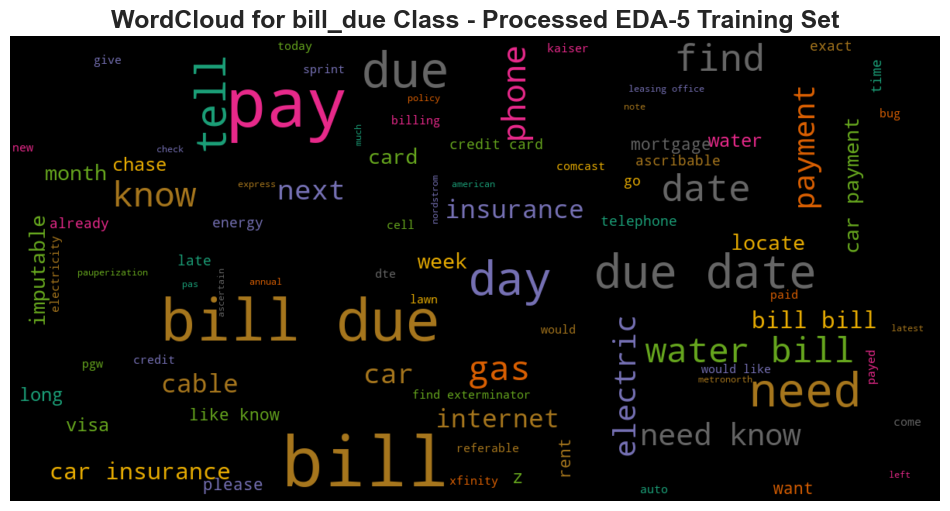 WordCloud for bill_due Class - Processed EDA-5 Training Set
today
kaiser
exact
give
due
find
tell
sprint
phone
time
pay
policy
leasing office
note
payment
bug
billing
much
car payment
new
check
card
credit card
mortgage
water
chase
ascribable
month
comcast
go
know
express
next
american
date
nordstrom
insurance
already
energy
cell
telephone
imputable
electricity
locate
late
week
day
due date
pauperization
pas
ascertain
annual
dte
paid
bill due
lawn
bill bill
would
electric
latest
water bill
pgw
credit
car
gas
would like
metronorth
payed
cable
need
long
find exterminator
like know
internet
visa
come
need know
bill
referable
rent
car insurance
xfinity
Z
left
please
auto
want